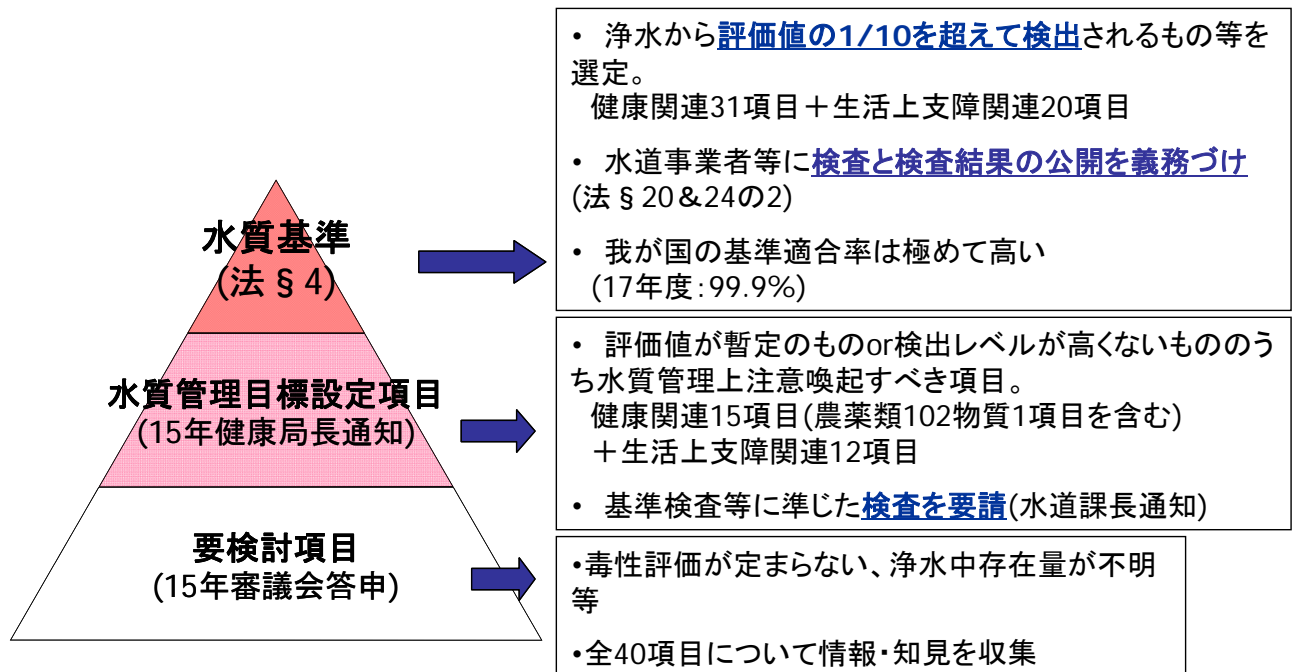 水質基準
(法§4)
・ 浄水から評価値の1/10を超えて検出されるもの等を
選定。
健康関連31項目＋生活上支障関連20項目
・ 水道事業者等に検査と検査結果の公開を義務づけ
(法§20&24の2)
・ 我が国の基準適合率は極めて高い
(17年度:99.9%)
水質管理目標設定項目
(15年健康局長通知)
・ 評価値が暫定のものor検出レベルが高くないもののう
ち水質管理上注意喚起すべき項目。
健康関連15項目(農薬類102物質1項目を含む)
＋生活上支障関連12項目
・ 基準検査等に準じた検査を要請(水道課長通知)
要検討項目
(15年審議会答申)
・毒性評価が定まらない、浄水中存在量が不明
等
・全40項目について情報・知見を収集